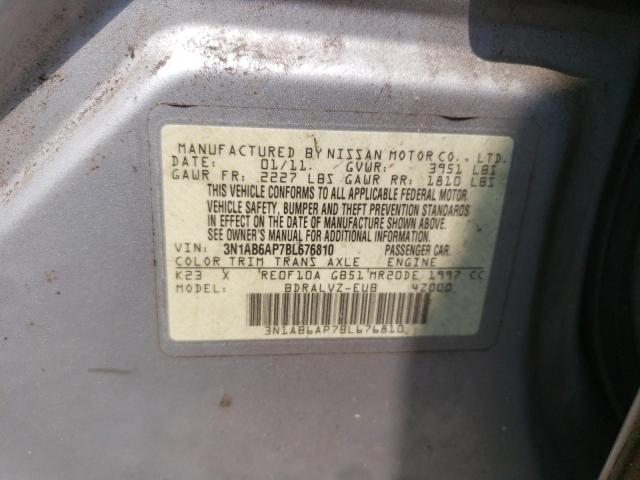 MANUFACTURED BY NISSAN MOTOR CO., LTD.
DATE: 01/11. GVWR: 3951 LBS
GAWR FR: 2227 LBS GAWR RR: 1810 LBS
THIS VEHICLE CONFORMS TO ALL APPLICABLE FEDERAL MOTOR
VEHICLE SAFETY, BUMPER AND THEFT PREVENTION STANDARDS
IN EFFECT ON THE DATE OF MANUFACTURE SHOWN ABOVE.
SEE OWNER'S MANUAL FOR ADDITIONAL INFORMATION.
VIN: 3N1AB6AP7BL676810 PASSENGER CAR
COLOR TRIM TRANS AXLE ENGINE
K23 X RE0F10A GB51 MR20DE 1997 CC
MODEL: BDRALVZ-EUB 4Z000
3N1AB6AP7BL676810